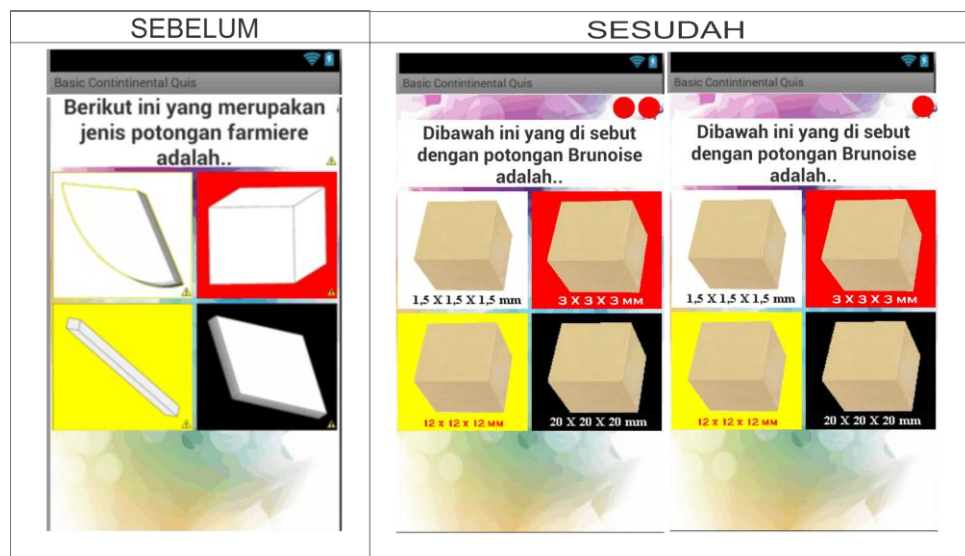 SEBELUM
SESUDAH
Basic Contintinental Quis
Berikut ini yang merupakan
jenis potongan farmiere
adalah..
Basic Contintinental Quis
Dibawah ini yang di sebut
dengan potongan Brunoise
adalah..
1,5 X 1,5 X 1,5 mm
3 X 3 X 3 MM
12 x 12 x 12 MM
20 X 20 X 20 mm
Basic Contintinental Quis
Dibawah ini yang di sebut
dengan potongan Brunoise
adalah..
1,5 X 1,5 X 1,5 mm
3 X 3 X 3 MM
12 x 12 x 12 MM
20 X 20 X 20 mm